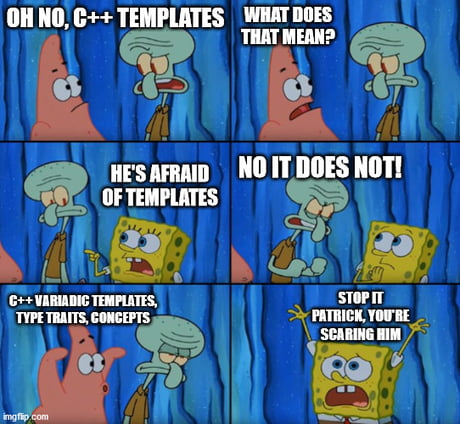 OH NO, C++ TEMPLATES
WHAT DOES
THAT MEAN?
HE'S AFRAID
OF TEMPLATES
NO IT DOES NOT!
C++ VARIADIC TEMPLATES,
TYPE TRAITS, CONCEPTS
STOP IT
PATRICK, YOU'RE
SCARING HIM
imgflip.com